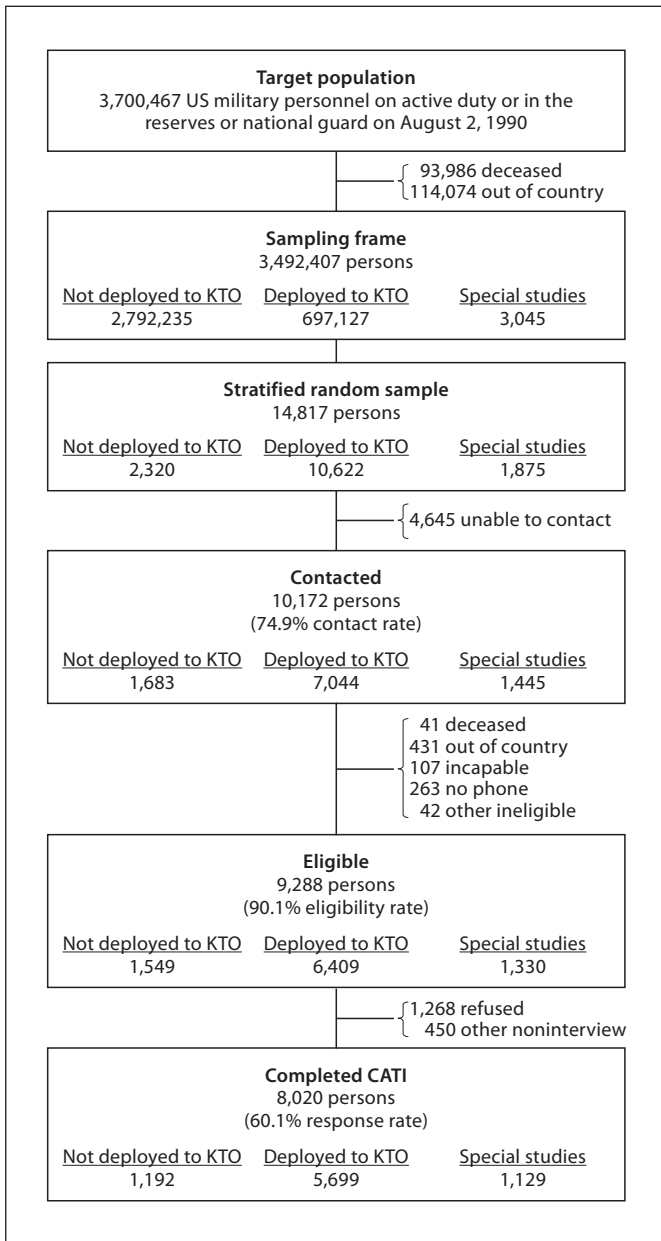 Target population
3,700,467 US military personnel on active duty or in the
reserves or national guard on August 2, 1990
93,986 deceased
114,074 out of country
Sampling frame
3,492,407 persons
Not deployed to KTO Deployed to KTO Special studies
2,792,235 697,127 3,045
Stratified random sample
14,817 persons
Not deployed to KTO Deployed to KTO Special studies
2,320 10,622 1,875
4,645 unable to contact
Contacted
10,172 persons
(74.9% contact rate)
Not deployed to KTO Deployed to KTO Special studies
1,683 7,044 1,445
41 deceased
431 out of country
107 incapable
263 no phone
42 other ineligible
Eligible
9,288 persons
(90.1% eligibility rate)
Not deployed to KTO Deployed to KTO Special studies
1,549 6,409 1,330
1,268 refused
450 other noninterview
Completed CATI
8,020 persons
(60.1% response rate)
Not deployed to KTO Deployed to KTO Special studies
1,192 5,699 1,129